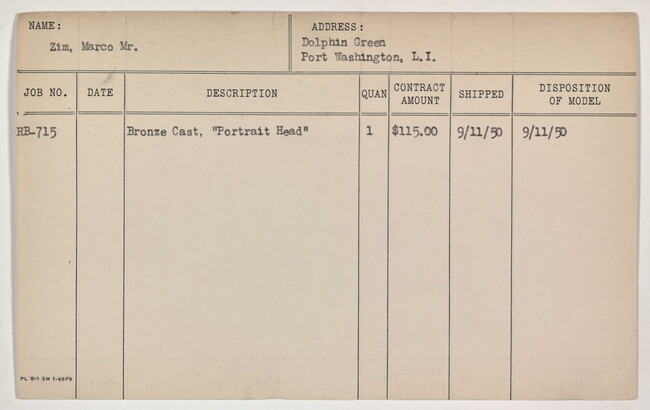 NAME:
Zim, Marco Mr.
ADDRESS:
Dolphin Green
Port Washington, L.I.
JOB NO. DATE DESCRIPTION QUAN CONTRACT AMOUNT SHIPPED DISPOSITION OF MODEL
RB-715 Bronze Cast, "Portrait Head" 1 $115.00 9/11/50 9/11/50